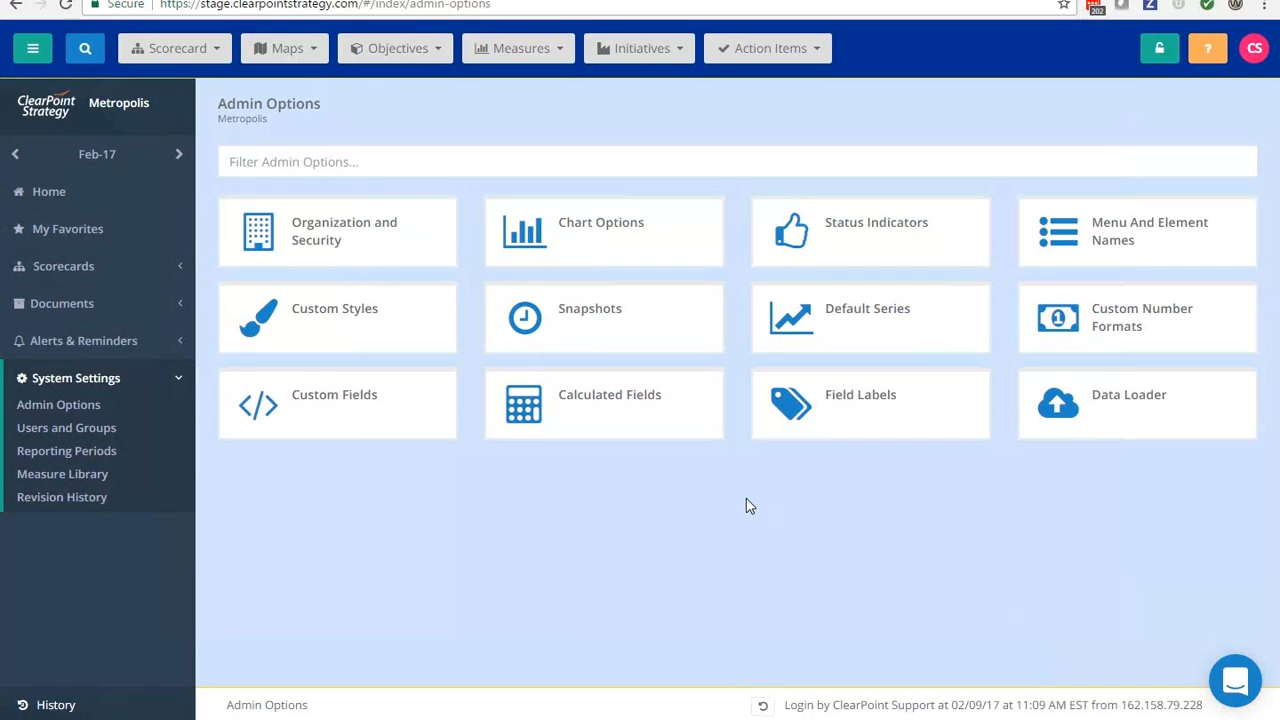 Secure
https://stage.clearpointstrategy.com/#/index/admin-options
202
Scorecard
Maps
Objectives
Measures
Initiatives
Action Items
?
CS
ClearPoint
Strategy
Metropolis
Feb-17
Home
My Favorites
Scorecards
Documents
Alerts & Reminders
System Settings
Admin Options
Users and Groups
Reporting Periods
Measure Library
Revision History
History
Admin Options
Metropolis
Filter Admin Options...
Organization and
Security
Chart Options
Status Indicators
Menu And Element
Names
Custom Styles
Snapshots
Default Series
1
Custom Number
Formats
Custom Fields
Calculated Fields
Field Labels
Data Loader
Admin Options
Login by ClearPoint Support at 02/09/17 at 11:09 AM EST from 162.158.79.228